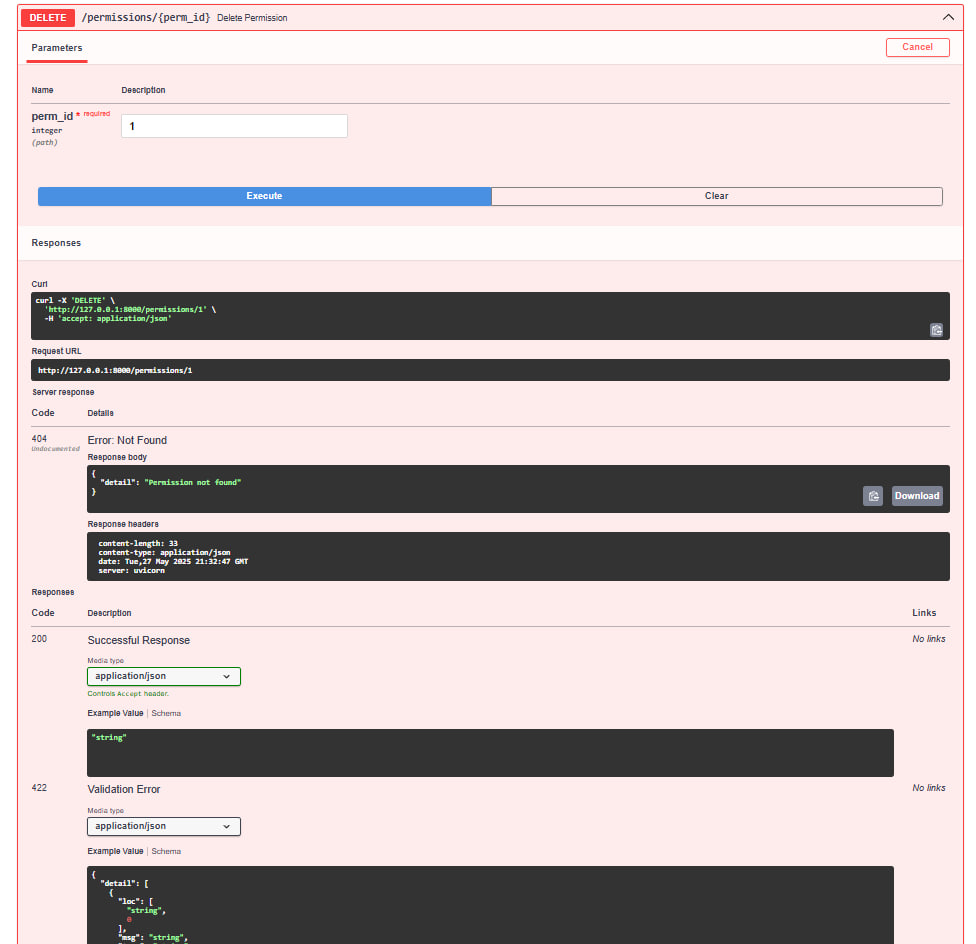 DELETE /permissions/{perm_id} Delete Permission
Parameters
Cancel
Name Description
perm_id * required
integer
(path)
1
Execute Clear
Responses
Curl
curl -X 'DELETE' \
  'http://127.0.0.1:8000/permissions/1' \
  -H 'accept: application/json'
Request URL
http://127.0.0.1:8000/permissions/1
Server response
Code Details
404
Undocumented
Error: Not Found
Response body
{
  "detail": "Permission not found"
}
Download
Response headers
content-length: 33
content-type: application/json
date: Tue,27 May 2025 21:32:47 GMT
server: uvicorn
Responses
Code Description Links
200 Successful Response No links
Media type
application/json
Controls Accept header.
Example Value | Schema
"string"
422 Validation Error No links
Media type
application/json
Example Value | Schema
{
  "detail": [
    {
      "loc": [
        "string",
        0
      ],
      "msg": "string",